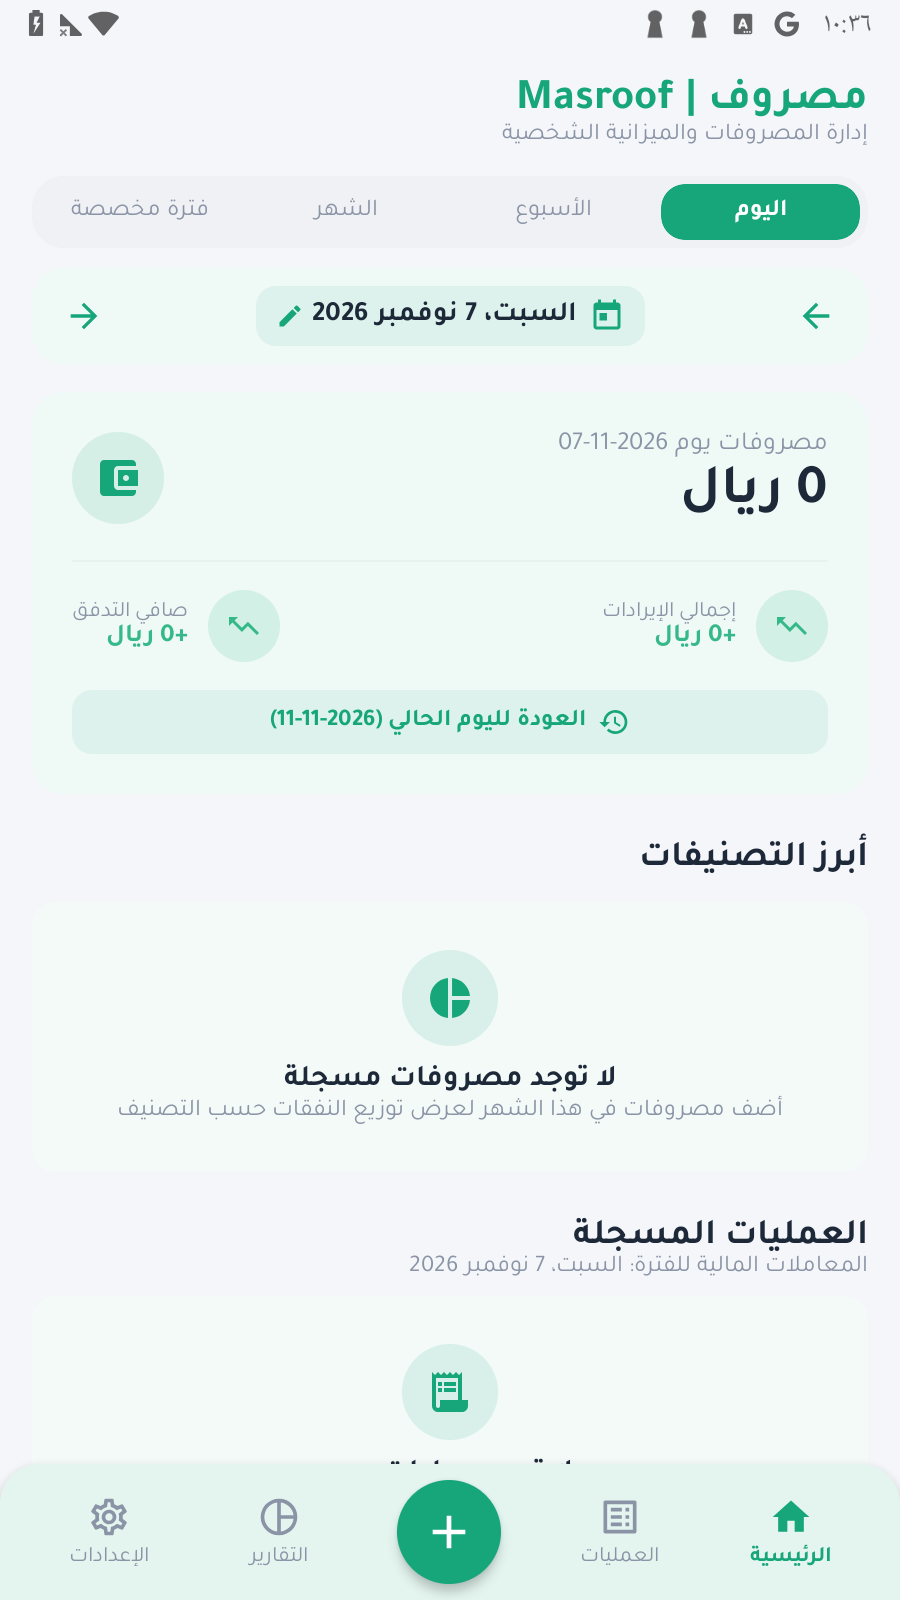 ١٠:٣٦
مصروف | Masroof
إدارة المصروفات والميزانية الشخصية
اليوم
الأسبوع
الشهر
فترة مخصصة
السبت، 7 نوفمبر 2026
مصروفات يوم 2026-11-07
0 ريال
إجمالي الإيرادات
+0 ريال
صافي التدفق
+0 ريال
العودة لليوم الحالي (2026-11-11)
أبرز التصنيفات
لا توجد مصروفات مسجلة
أضف مصروفات في هذا الشهر لعرض توزيع النفقات حسب التصنيف
العمليات المسجلة
المعاملات المالية للفترة: السبت، 7 نوفمبر 2026
الرئيسية
العمليات
التقارير
الإعدادات